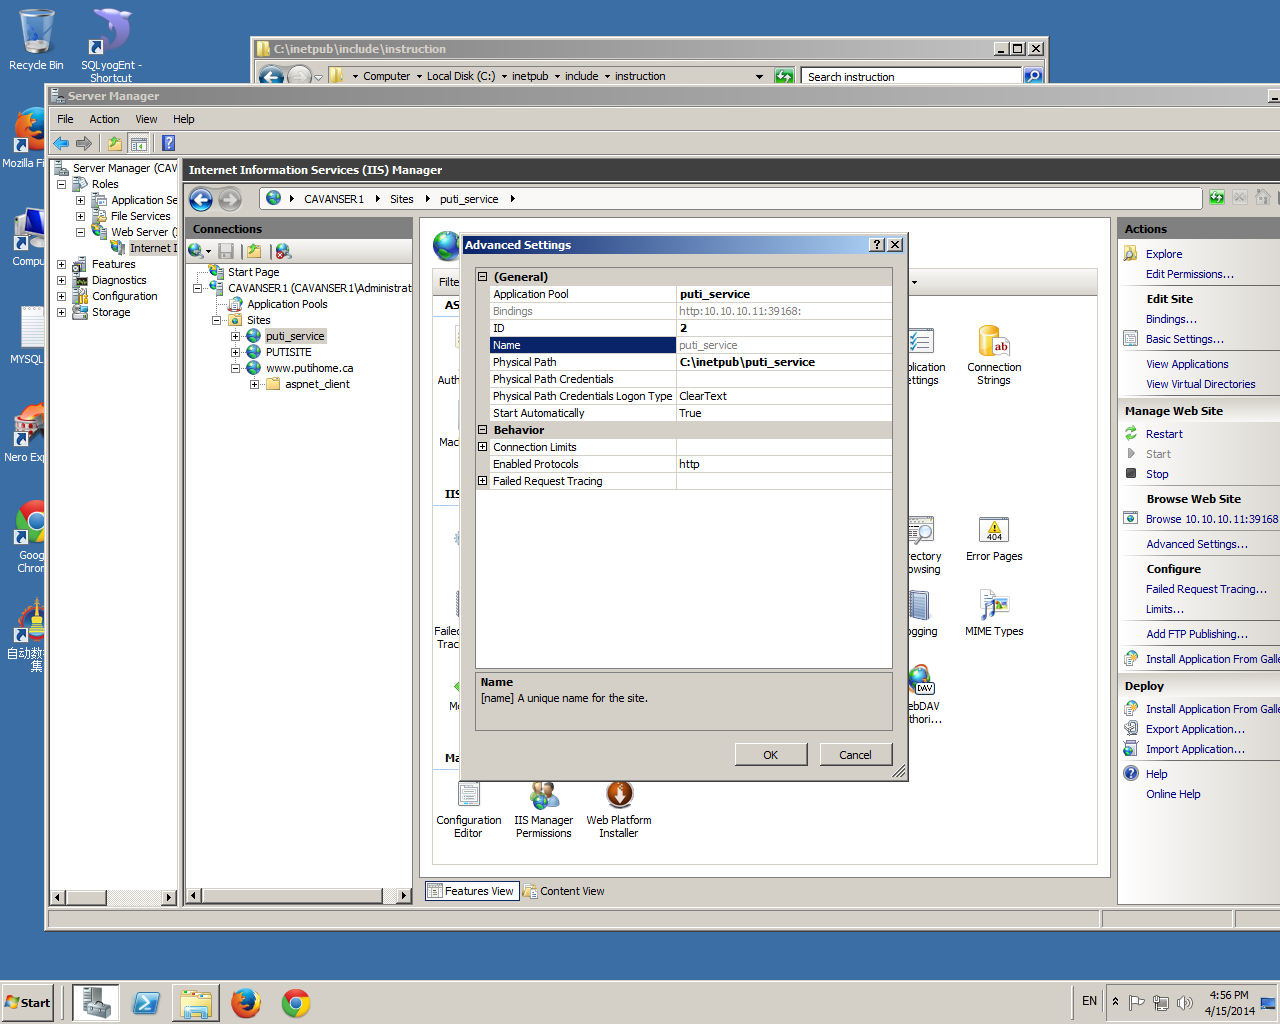 Recycle Bin
SQLyogEnt -
Shortcut
C:\inetpub\include\instruction
Computer
Local Disk (C:)
inetpub
include
instruction
Search instruction
Server Manager
File
Action
View
Help
Mozilla Fi
Compu
MYSQL
Nero Exp
Goog
Chron
自动数
集
Server Manager (CAV
Roles
Application Se
File Services
Web Server (I
Internet I
Features
Diagnostics
Configuration
Storage
Internet Information Services (IIS) Manager
CAVANSER1
Sites
puti_service
Connections
Start Page
CAVANSER1 (CAVANSER1\Administrat
Application Pools
Sites
puti_service
PUTISITE
www.putihome.ca
aspnet_client
Filte
AS
Auth
Mac
IIS
Failed
Trac
Mo
Ma
Advanced Settings
(General)
Application Pool
puti_service
Bindings
http:10.10.10.11:39168:
ID
2
Name
puti_service
Physical Path
C:\inetpub\puti_service
Physical Path Credentials
Physical Path Credentials Logon Type
ClearText
Start Automatically
True
Behavior
Connection Limits
Enabled Protocols
http
Failed Request Tracing
Name
[name] A unique name for the site.
OK
Cancel
ication
ttings
ab
Connection
Strings
rectory
owsing
404
Error Pages
ogging
MIME Types
DAV
ebDAV
thori...
Configuration
Editor
IIS Manager
Permissions
Web Platform
Installer
Features View
Content View
Actions
Explore
Edit Permissions...
Edit Site
Bindings...
Basic Settings...
View Applications
View Virtual Directories
Manage Web Site
Restart
Start
Stop
Browse Web Site
Browse 10.10.10.11:39168
Advanced Settings...
Configure
Failed Request Tracing...
Limits...
Add FTP Publishing...
Install Application From Galle
Deploy
Install Application From Galle
Export Application...
Import Application...
Help
Online Help
Start
EN
4:56 PM
4/15/2014